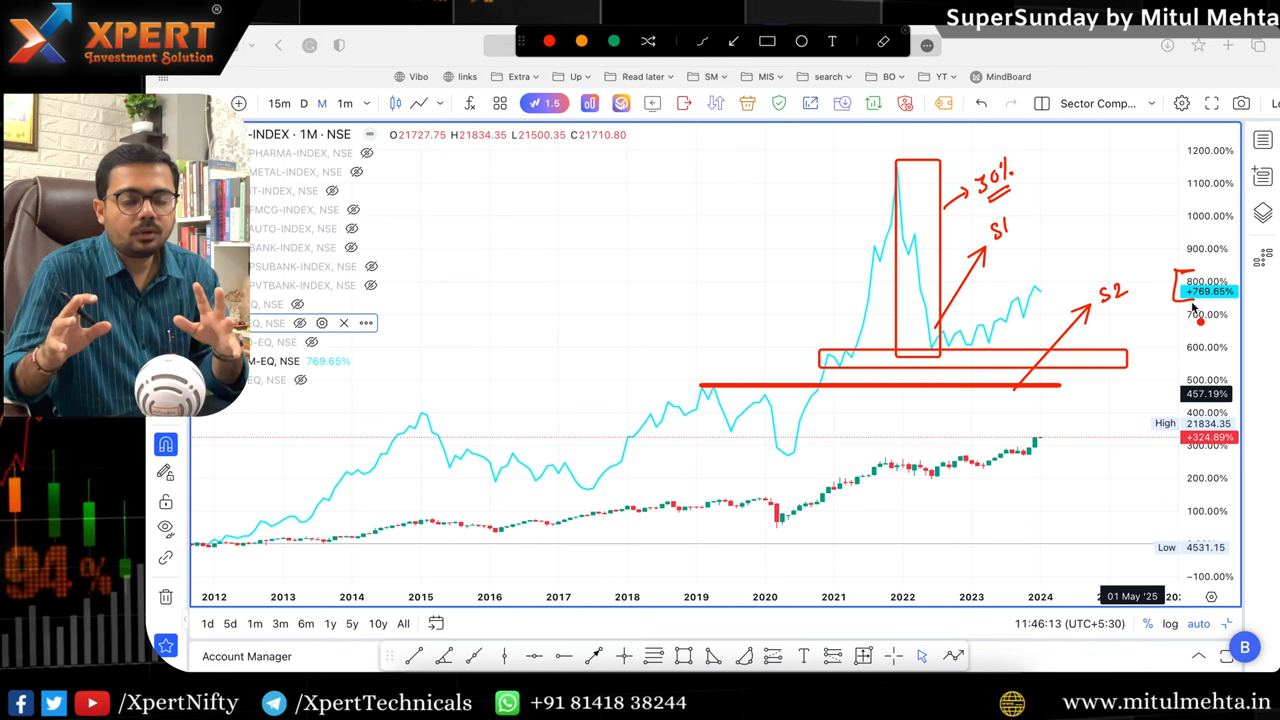 SuperSunday by Mitul Mehta
XPERT
®
Investment Solution
Vibo
links
Extra
Up
Read later
SM
MIS
search
BO
YT
MindBoard
15m D M 1m
1.5
Sector Comp...
-INDEX · 1M · NSE
O21727.75 H21834.35 L21500.35 C21710.80
PHARMA-INDEX, NSE
METAL-INDEX, NSE
T-INDEX, NSE
FMCG-INDEX, NSE
AUTO-INDEX, NSE
BANK-INDEX, NSE
PSUBANK-INDEX, NSE
PVTBANK-INDEX, NSE
EQ, NSE
EQ, NSE
-EQ, NSE
M-EQ, NSE 769.65%
EQ, NSE
30%
S1
S2
1200.00%
1100.00%
1000.00%
900.00%
800.00%
+769.65%
700.00%
600.00%
500.00%
457.19%
400.00%
High 21834.35
+324.89%
300.00%
200.00%
100.00%
Low 4531.15
−100.00%
2012 2013 2014 2015 2016 2017 2018 2019 2020 2021 2022 2023 2024 01 May '25
1d 5d 1m 3m 6m 1y 5y 10y All
11:46:13 (UTC+5:30)
% log auto
Account Manager
T
T
B
94%
/XpertNifty
/XpertTechnicals
+91 81418 38244
www.mitulmehta.in